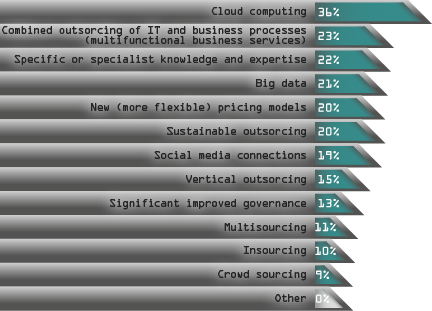 Cloud computing 36%
Combined outsorcing of IT and business processes
(multifunctional business services) 23%
Specific or specialist knowledge and expertise 22%
Big data 21%
New (more flexible) pricing models 20%
Sustainable outsorcing 20%
Social media connections 19%
Vertical outsorcing 15%
Significant improved governance 13%
Multisourcing 11%
Insourcing 10%
Crowd sourcing 9%
Other 0%